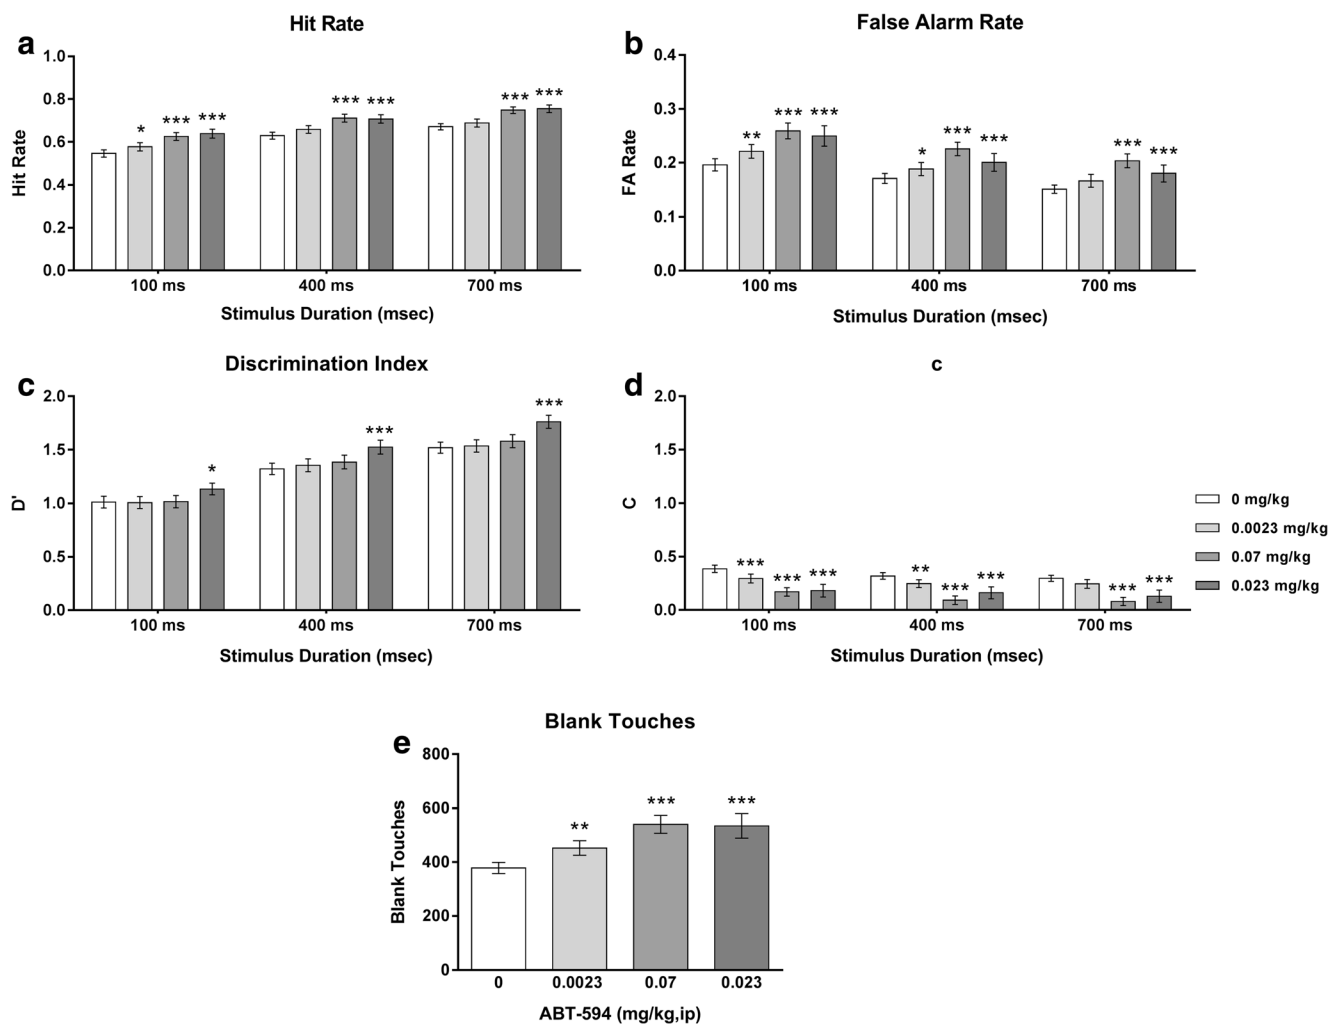 Hit Rate
a
1.0
0.8
0.6
0.4
0.2
0.0
Hit Rate
* *** ***
*** ***
*** ***
100 ms 400 ms 700 ms
Stimulus Duration (msec)
False Alarm Rate
b
0.4
0.3
0.2
0.1
0.0
FA Rate
** *** ***
* *** ***
*** ***
100 ms 400 ms 700 ms
Stimulus Duration (msec)
Discrimination Index
c
2.0
1.5
1.0
0.5
0.0
D'
*
***
***
100 ms 400 ms 700 ms
Stimulus Duration (msec)
c
d
2.0
1.5
1.0
0.5
0.0
C
*** *** ***
** *** ***
*** ***
100 ms 400 ms 700 ms
Stimulus Duration (msec)
0 mg/kg
0.0023 mg/kg
0.07 mg/kg
0.023 mg/kg
Blank Touches
e
800
600
400
200
0
Blank Touches
** *** ***
0 0.0023 0.07 0.023
ABT-594 (mg/kg,ip)